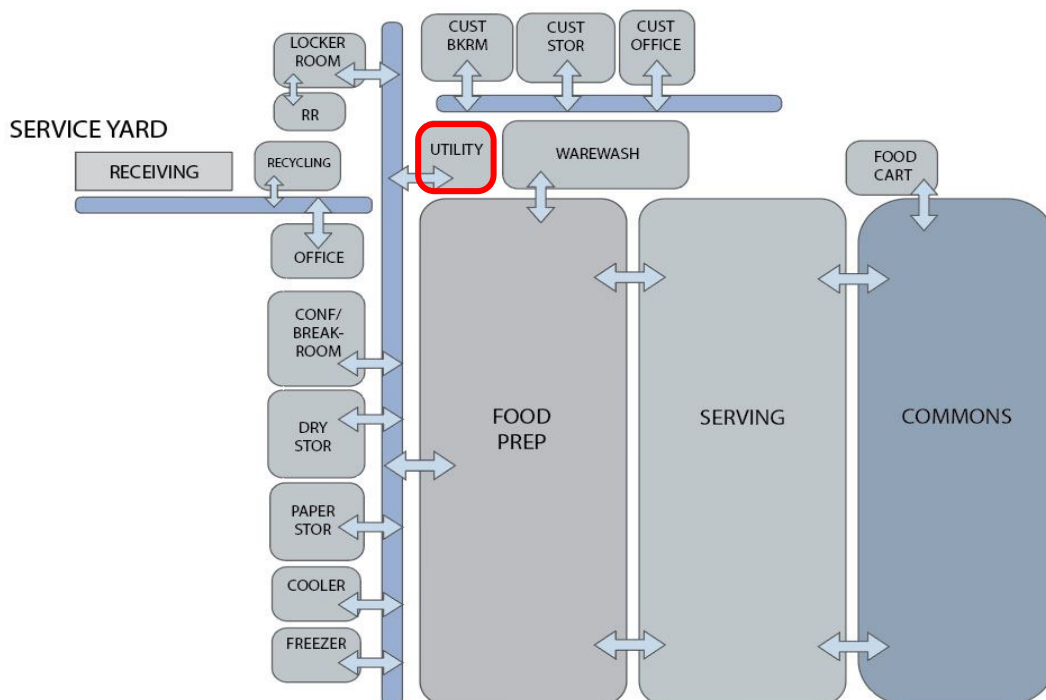 LOCKER
ROOM
CUST
BKRM
CUST
STOR
CUST
OFFICE
RR
SERVICE YARD
RECEIVING
RECYCLING
UTILITY
WAREWASH
FOOD
CART
OFFICE
CONF/
BREAK-
ROOM
DRY
STOR
FOOD
PREP
SERVING
COMMONS
PAPER
STOR
COOLER
FREEZER